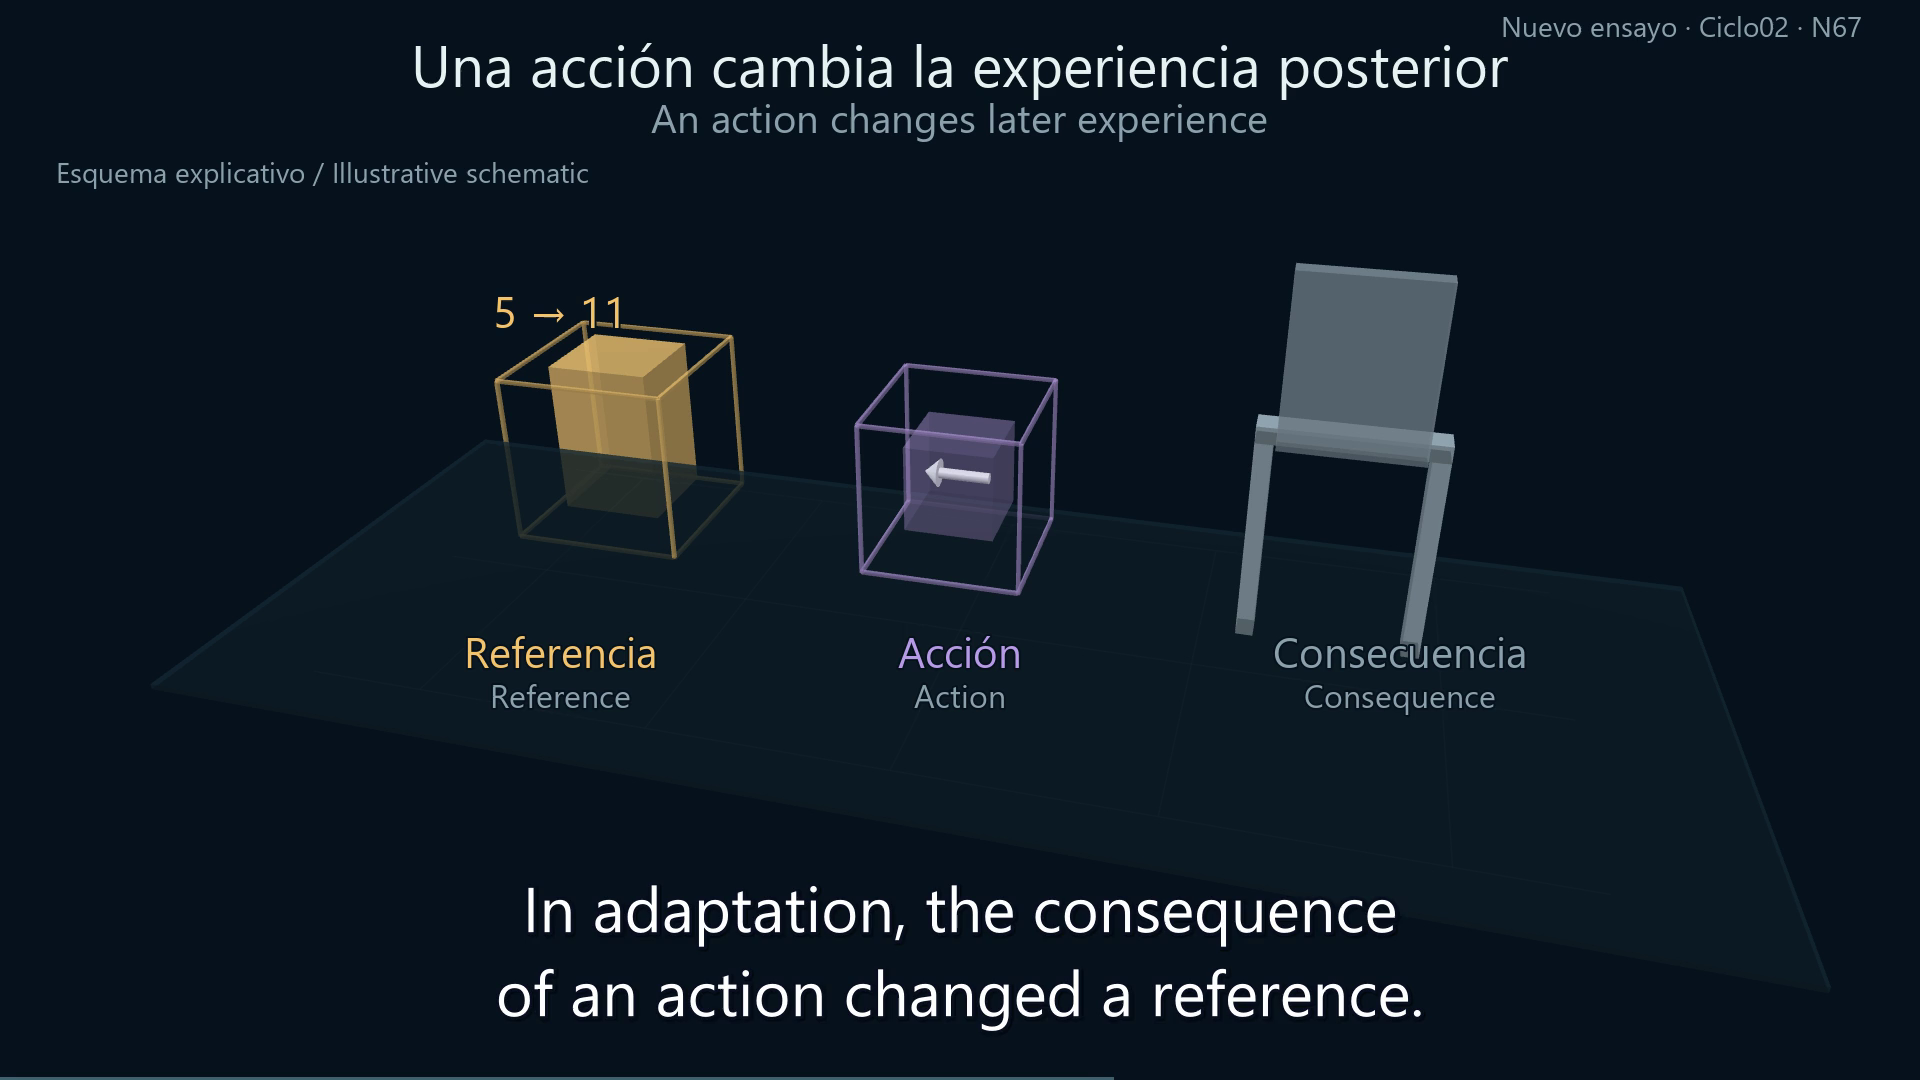 Nuevo ensayo · Ciclo02 · N67
Una acción cambia la experiencia posterior
An action changes later experience
Esquema explicativo / Illustrative schematic
5 → 11
Referencia
Reference
Acción
Action
Consecuencia
Consequence
In adaptation, the consequence
of an action changed a reference.